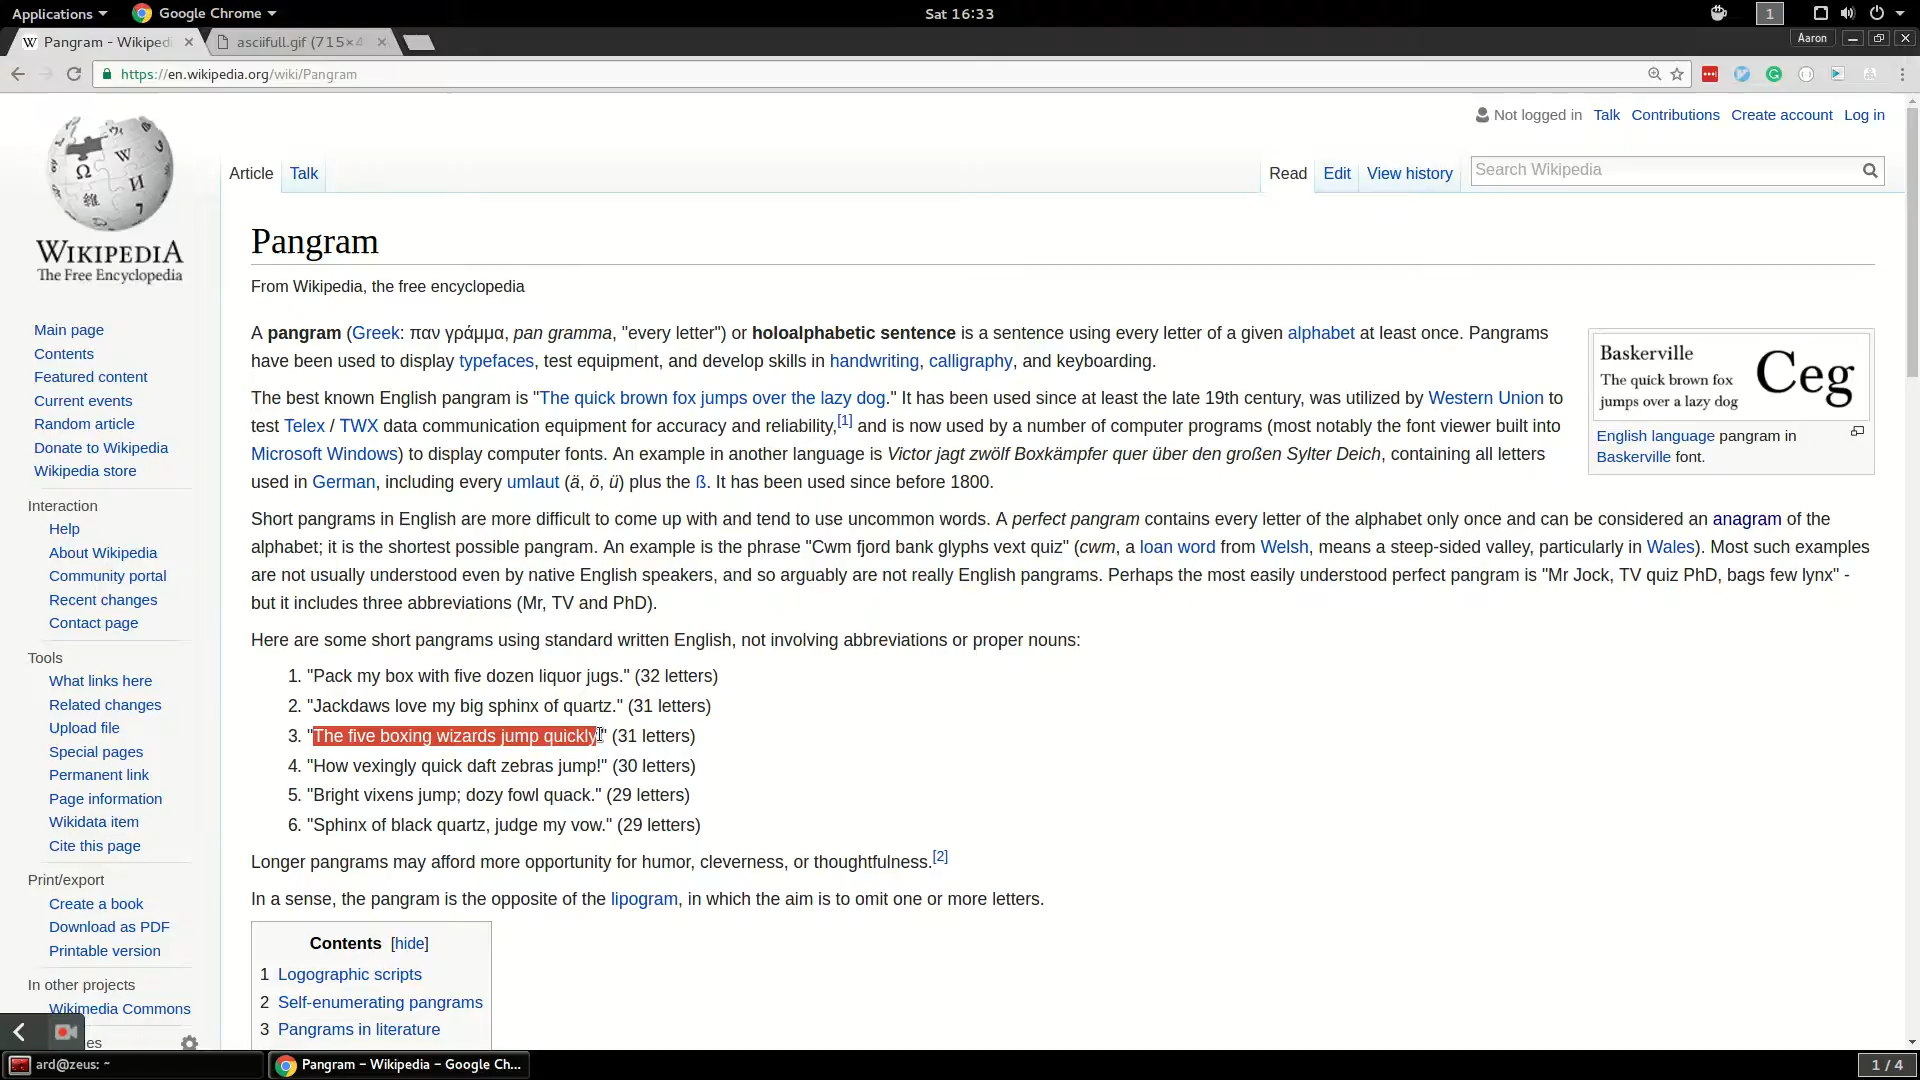 Applications
Google Chrome
Sat 16:33
1
Pangram - Wikiped
asciifull.gif (715×4
Aaron
https://en.wikipedia.org/wiki/Pangram
Not logged in Talk Contributions Create account Log in
Article Talk
Read Edit View history
Search Wikipedia
WIKIPEDIA
The Free Encyclopedia
Main page
Contents
Featured content
Current events
Random article
Donate to Wikipedia
Wikipedia store
Interaction
Help
About Wikipedia
Community portal
Recent changes
Contact page
Tools
What links here
Related changes
Upload file
Special pages
Permanent link
Page information
Wikidata item
Cite this page
Print/export
Create a book
Download as PDF
Printable version
In other projects
Wikimedia Commons
Pangram
From Wikipedia, the free encyclopedia
A pangram (Greek: παν γράμμα, pan gramma, "every letter") or holoalphabetic sentence is a sentence using every letter of a given alphabet at least once. Pangrams
have been used to display typefaces, test equipment, and develop skills in handwriting, calligraphy, and keyboarding.
The best known English pangram is "The quick brown fox jumps over the lazy dog." It has been used since at least the late 19th century, was utilized by Western Union to
test Telex / TWX data communication equipment for accuracy and reliability,[1] and is now used by a number of computer programs (most notably the font viewer built into
Microsoft Windows) to display computer fonts. An example in another language is Victor jagt zwölf Boxkämpfer quer über den großen Sylter Deich, containing all letters
used in German, including every umlaut (ä, ö, ü) plus the ß. It has been used since before 1800.
Baskerville
The quick brown fox
jumps over a lazy dog
Ceg
English language pangram in
Baskerville font.
Short pangrams in English are more difficult to come up with and tend to use uncommon words. A perfect pangram contains every letter of the alphabet only once and can be considered an anagram of the
alphabet; it is the shortest possible pangram. An example is the phrase "Cwm fjord bank glyphs vext quiz" (cwm, a loan word from Welsh, means a steep-sided valley, particularly in Wales). Most such examples
are not usually understood even by native English speakers, and so arguably are not really English pangrams. Perhaps the most easily understood perfect pangram is "Mr Jock, TV quiz PhD, bags few lynx" -
but it includes three abbreviations (Mr, TV and PhD).
Here are some short pangrams using standard written English, not involving abbreviations or proper nouns:
1. "Pack my box with five dozen liquor jugs." (32 letters)
2. "Jackdaws love my big sphinx of quartz." (31 letters)
3. "The five boxing wizards jump quickly." (31 letters)
4. "How vexingly quick daft zebras jump!" (30 letters)
5. "Bright vixens jump; dozy fowl quack." (29 letters)
6. "Sphinx of black quartz, judge my vow." (29 letters)
Longer pangrams may afford more opportunity for humor, cleverness, or thoughtfulness.[2]
In a sense, the pangram is the opposite of the lipogram, in which the aim is to omit one or more letters.
Contents [hide]
1 Logographic scripts
2 Self-enumerating pangrams
3 Pangrams in literature
ard@zeus: ~
Pangram – Wikipedia – Google Ch...
1 / 4